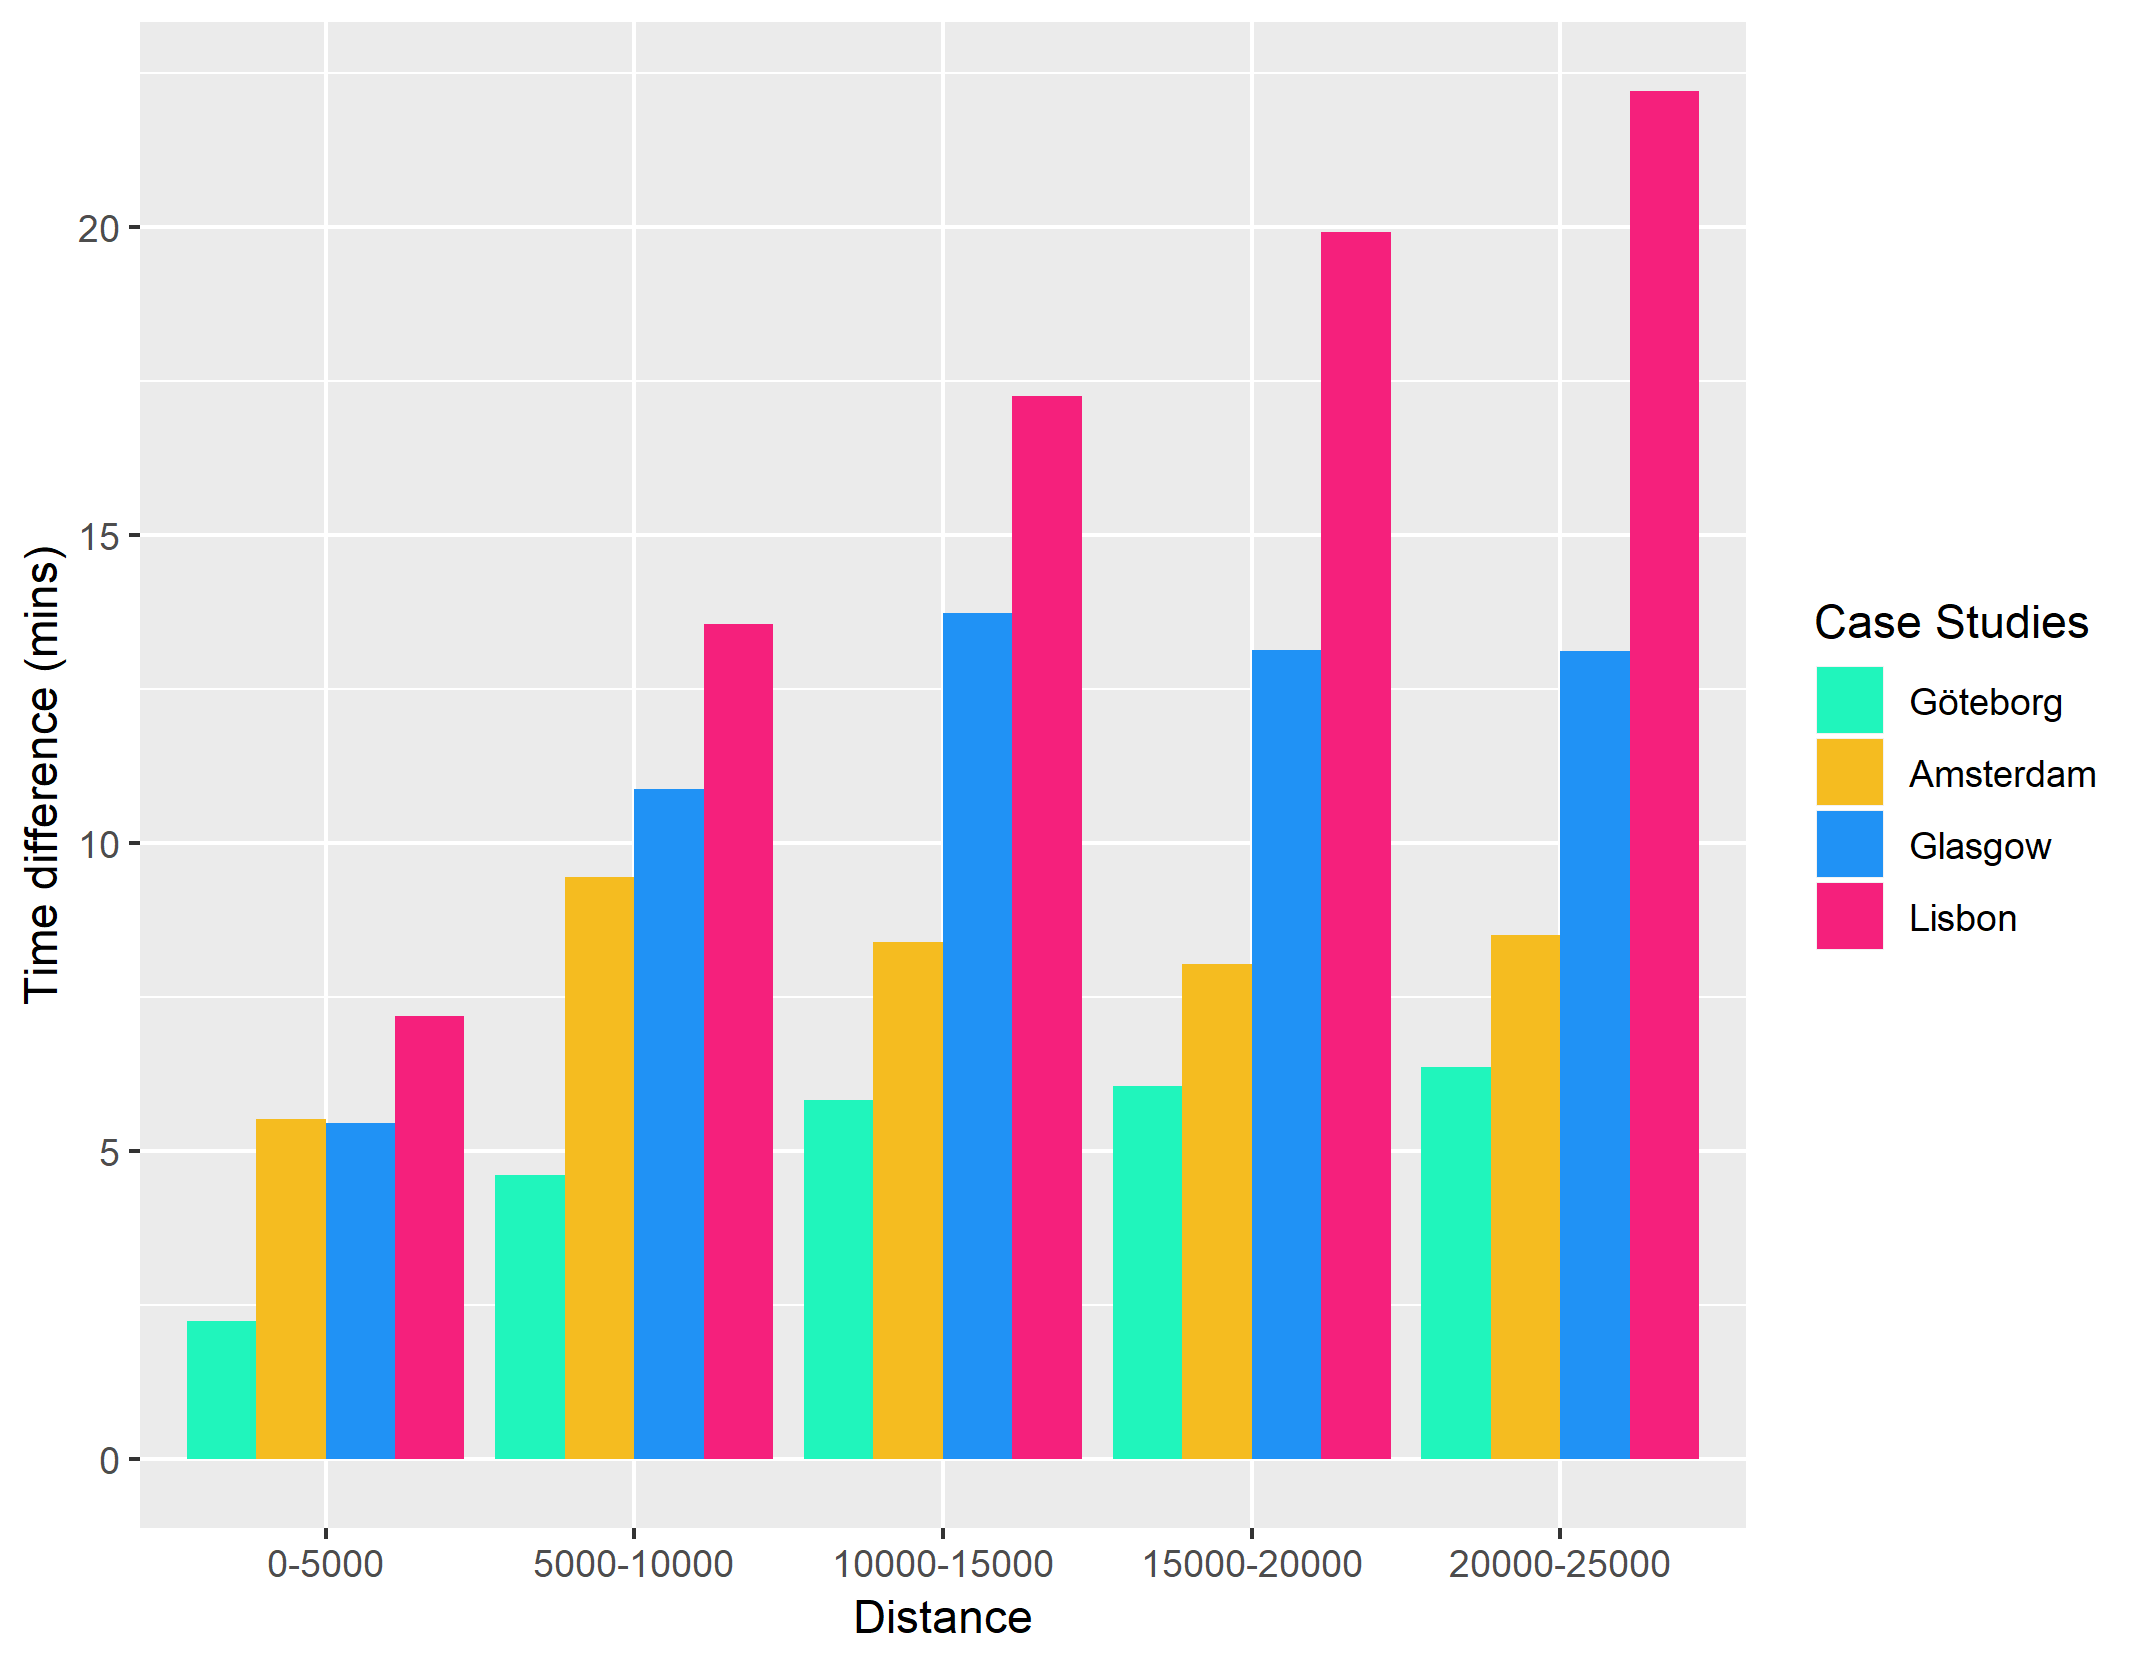 20
15
10
5
0
Time difference (mins)
0-5000
5000-10000
10000-15000
15000-20000
20000-25000
Distance
Case Studies
Göteborg
Amsterdam
Glasgow
Lisbon